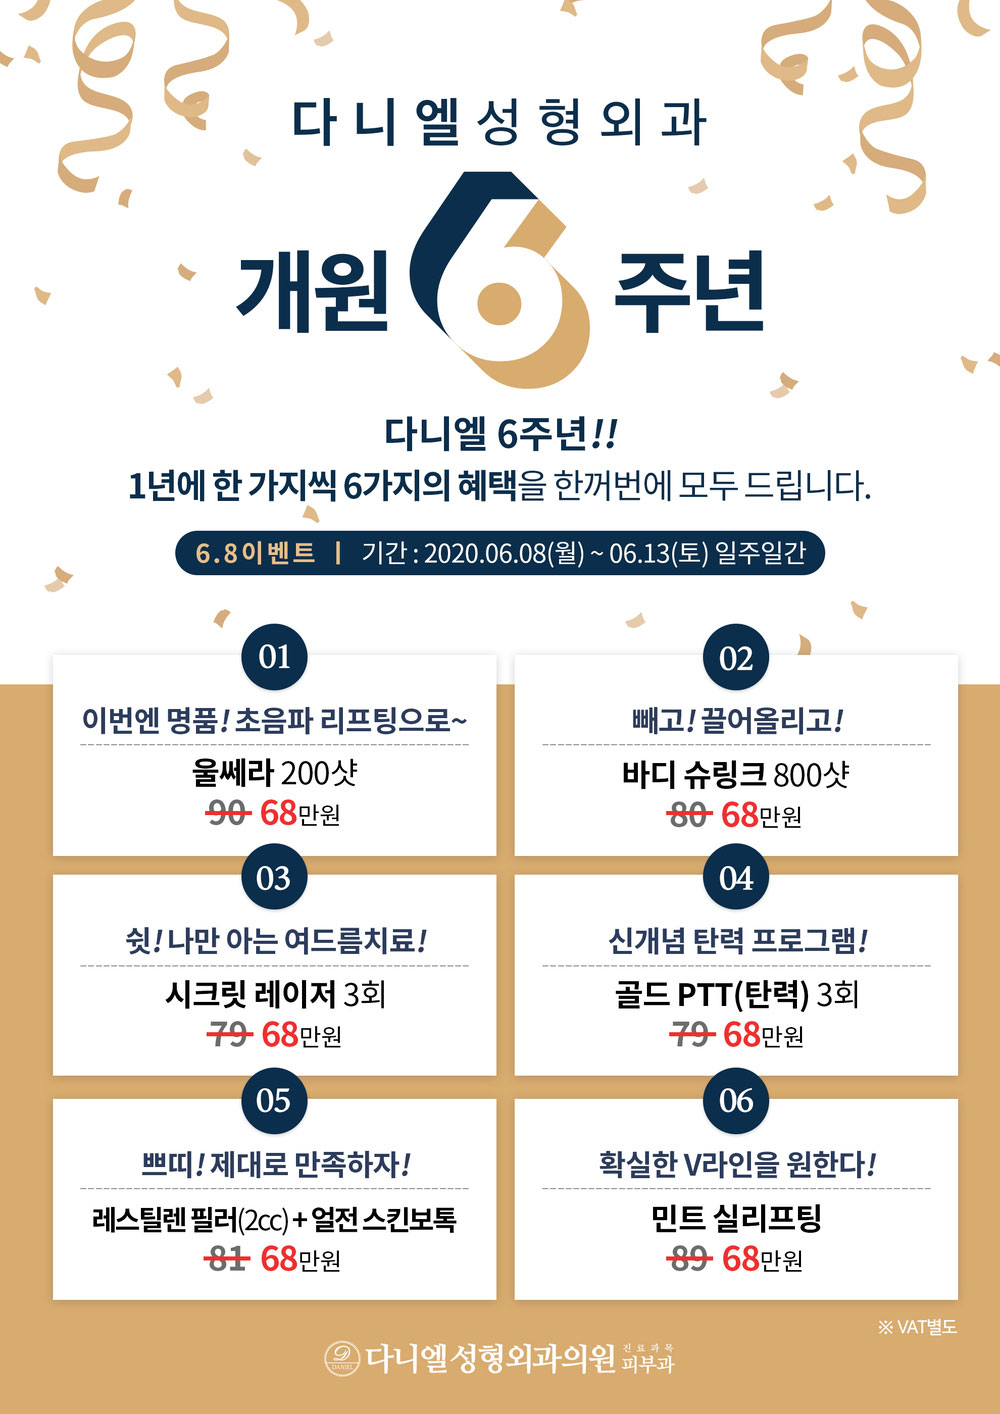 다니엘성형외과
개원 6 주년
다니엘 6주년!!
1년에 한 가지씩 6가지의 혜택을 한꺼번에 모두 드립니다.
6.8이벤트 | 기간 : 2020.06.08(월) ~ 06.13(토) 일주일간
01
이번엔 명품! 초음파 리프팅으로~
울쎄라 200샷
90 68만원
02
빼고! 끌어올리고!
바디 슈링크 800샷
80 68만원
03
쉿! 나만 아는 여드름치료!
시크릿 레이저 3회
79 68만원
04
신개념 탄력 프로그램!
골드 PTT(탄력) 3회
79 68만원
05
쁘띠! 제대로 만족하자!
레스틸렌 필러(2cc) + 얼전 스킨보톡
81 68만원
06
확실한 V라인을 원한다!
민트 실리프팅
89 68만원
※ VAT별도
D DANIEL 다니엘성형외과의원 진료과목
피부과